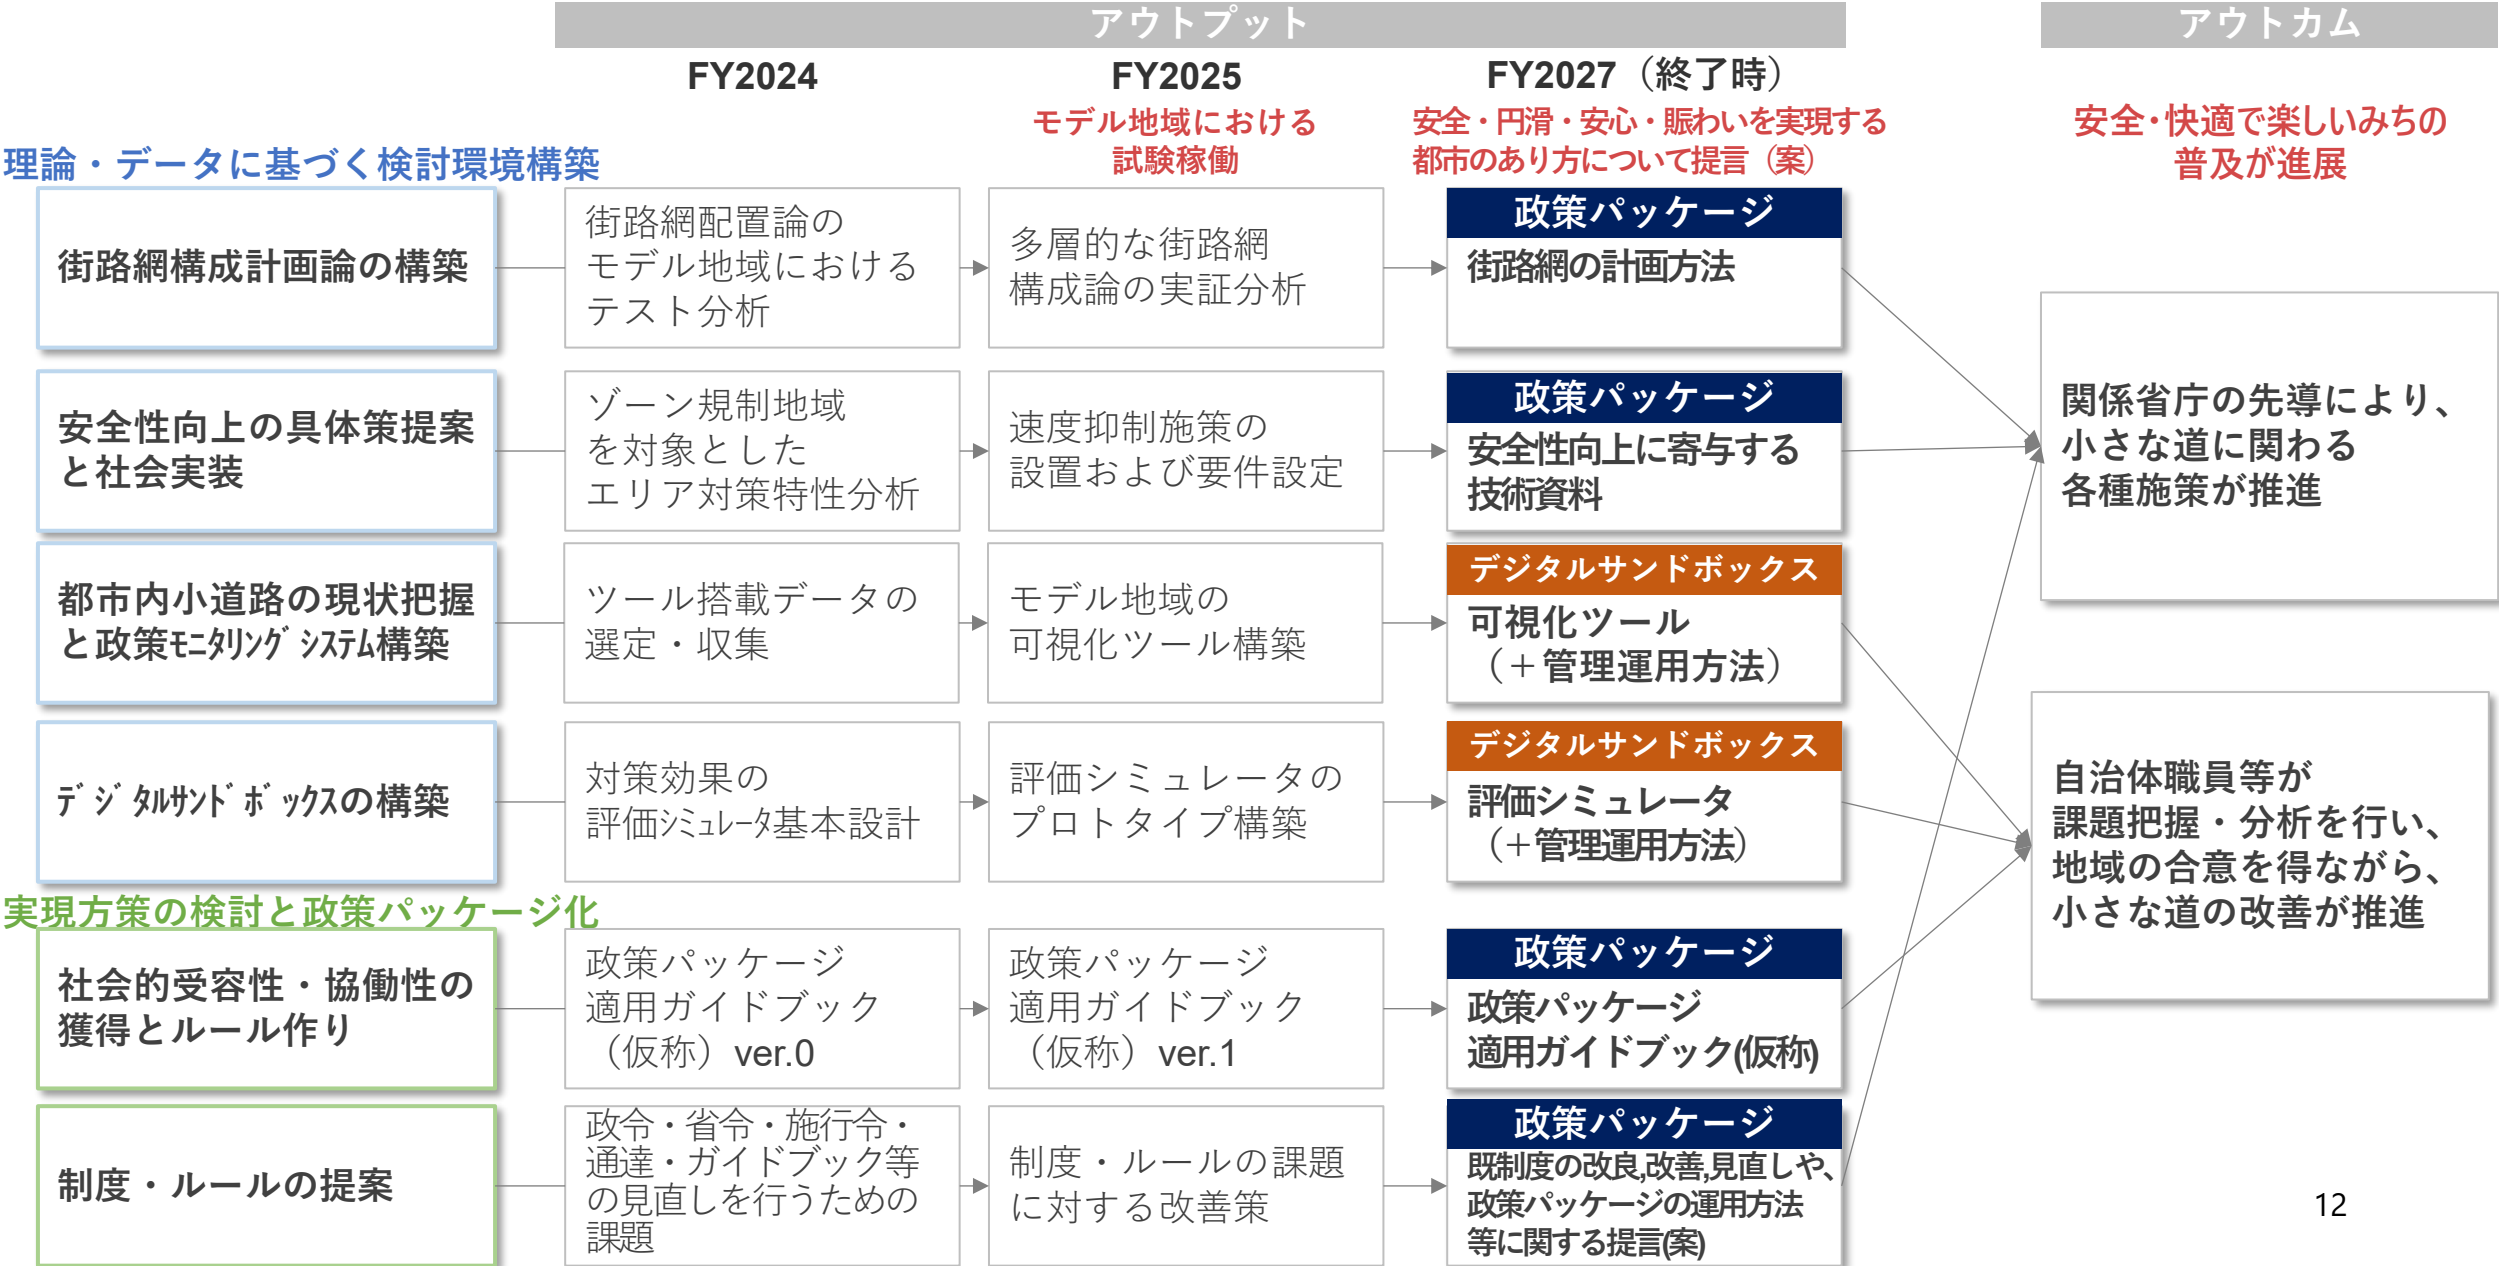 アウトプット
アウトカム
FY2024
FY2025
FY2027（終了時）
モデル地域における
試験稼働
安全・円滑・安心・賑わいを実現する
都市のあり方について提言（案）
安全・快適で楽しいみちの
普及が進展
理論・データに基づく検討環境構築
街路網構成計画論の構築
街路網配置論の
モデル地域における
テスト分析
多層的な街路網
構成論の実証分析
政策パッケージ
街路網の計画方法
安全性向上の具体策提案
と社会実装
ゾーン規制地域
を対象とした
エリア対策特性分析
速度抑制施策の
設置および要件設定
政策パッケージ
安全性向上に寄与する
技術資料
関係省庁の先導により、
小さな道に関わる
各種施策が推進
都市内小道路の現状把握
と政策ﾓﾆﾀﾘﾝｸﾞｼｽﾃﾑ構築
ツール搭載データの
選定・収集
モデル地域の
可視化ツール構築
デジタルサンドボックス
可視化ツール
（＋管理運用方法）
ﾃﾞｼﾞﾀﾙｻﾝﾄﾞﾎﾞｯｸｽの構築
対策効果の
評価ｼﾐｭﾚｰﾀ基本設計
評価シミュレータの
プロトタイプ構築
デジタルサンドボックス
評価シミュレータ
（＋管理運用方法）
自治体職員等が
課題把握・分析を行い、
地域の合意を得ながら、
小さな道の改善が推進
実現方策の検討と政策パッケージ化
社会的受容性・協働性の
獲得とルール作り
政策パッケージ
適用ガイドブック
（仮称）ver.0
政策パッケージ
適用ガイドブック
（仮称）ver.1
政策パッケージ
政策パッケージ
適用ガイドブック(仮称)
制度・ルールの提案
政令・省令・施行令・
通達・ガイドブック等
の見直しを行うための
課題
制度・ルールの課題
に対する改善策
政策パッケージ
既制度の改良,改善,見直しや、
政策パッケージの運用方法
等に関する提言(案)
12